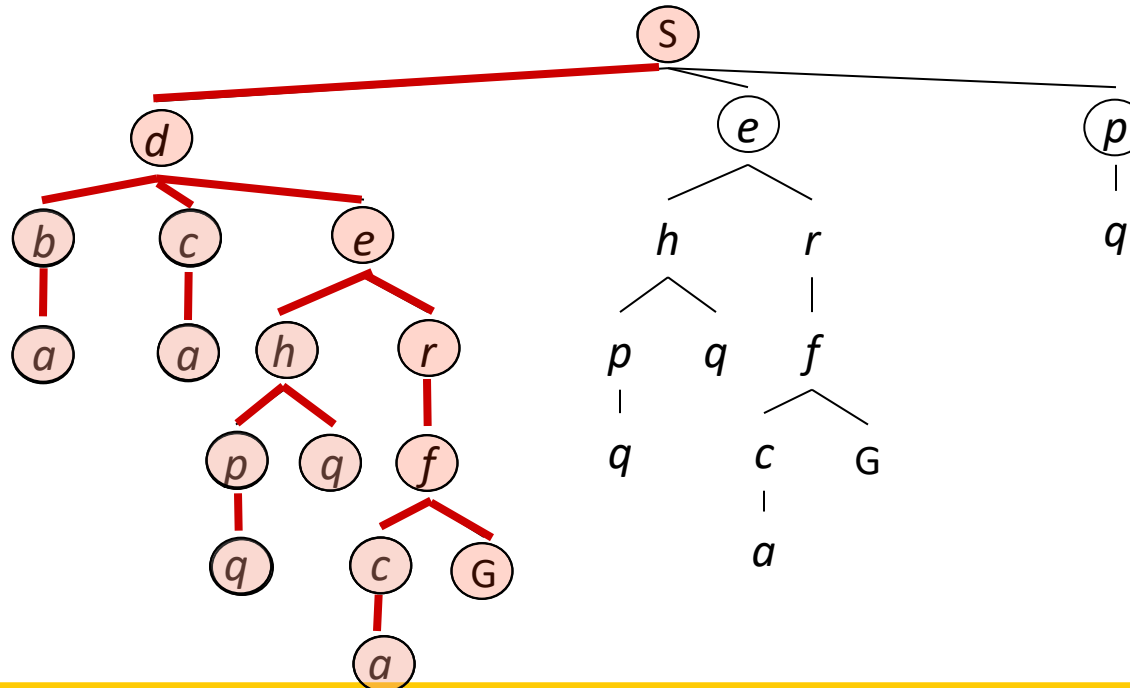 S
d e p
b c e h r q
a a h r p q f
p q f q c G
q c G a
a